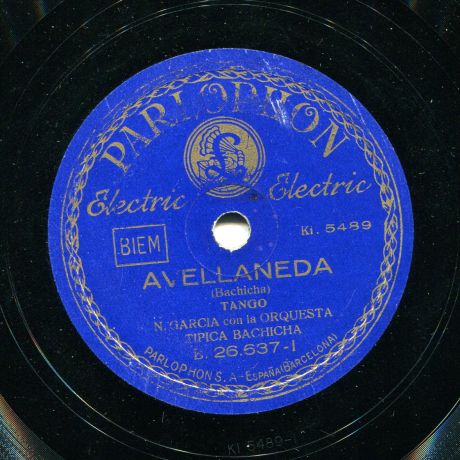 PARLOPHON
Electric Electric
BIEM
Ki. 5489
AVELLANEDA
(Bachicha)
TANGO
N. GARCIA con la ORQUESTA
TIPICA BACHICHA
B. 26.637-I
PARLOPHON S. A.-ESPAÑA (BARCELONA)
KI 5489-1